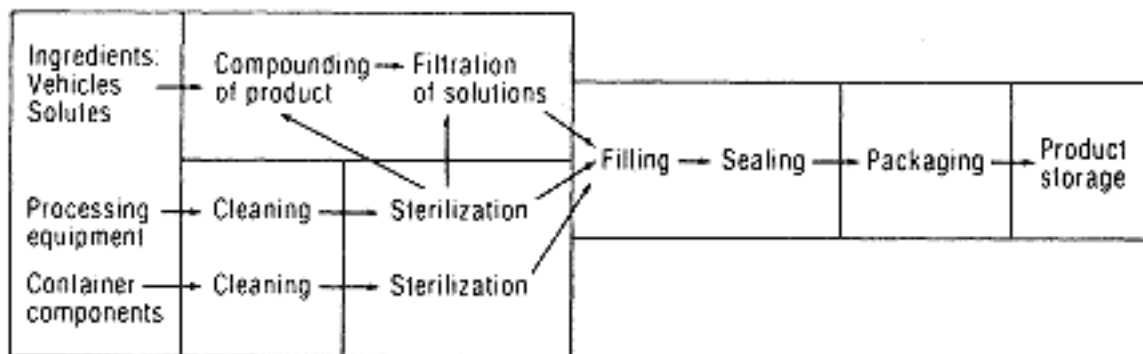 Ingredients:
Vehicles
Solutes
Compounding
of product
Filtration
of solutions
Processing
equipment
Cleaning
Sterilization
Container
components
Cleaning
Sterilization
Filling
Sealing
Packaging
Product
storage